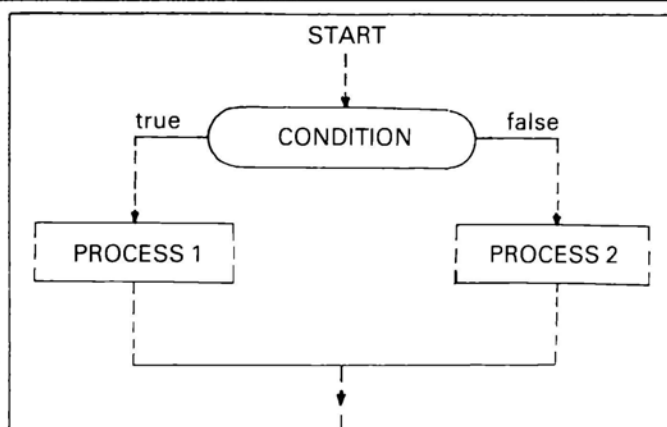 START
true
false
CONDITION
PROCESS 1
PROCESS 2